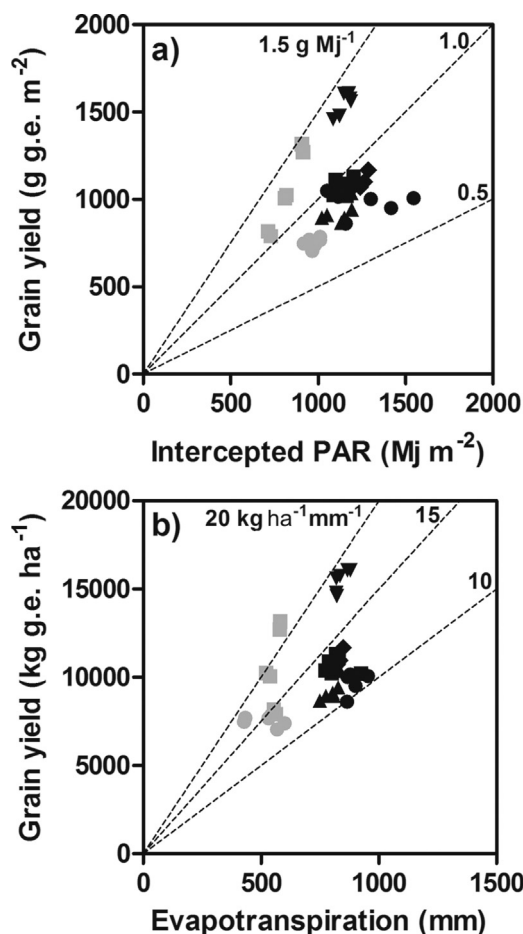 a)
1.5 g Mj⁻¹
1.0
0.5
2000
1500
1000
500
0
Grain yield (g g.e. m⁻²)
0 500 1000 1500 2000
Intercepted PAR (Mj m⁻²)
b)
20 kg ha⁻¹mm⁻¹
15
10
20000
15000
10000
5000
0
Grain yield (kg g.e. ha⁻¹)
0 500 1000 1500
Evapotranspiration (mm)